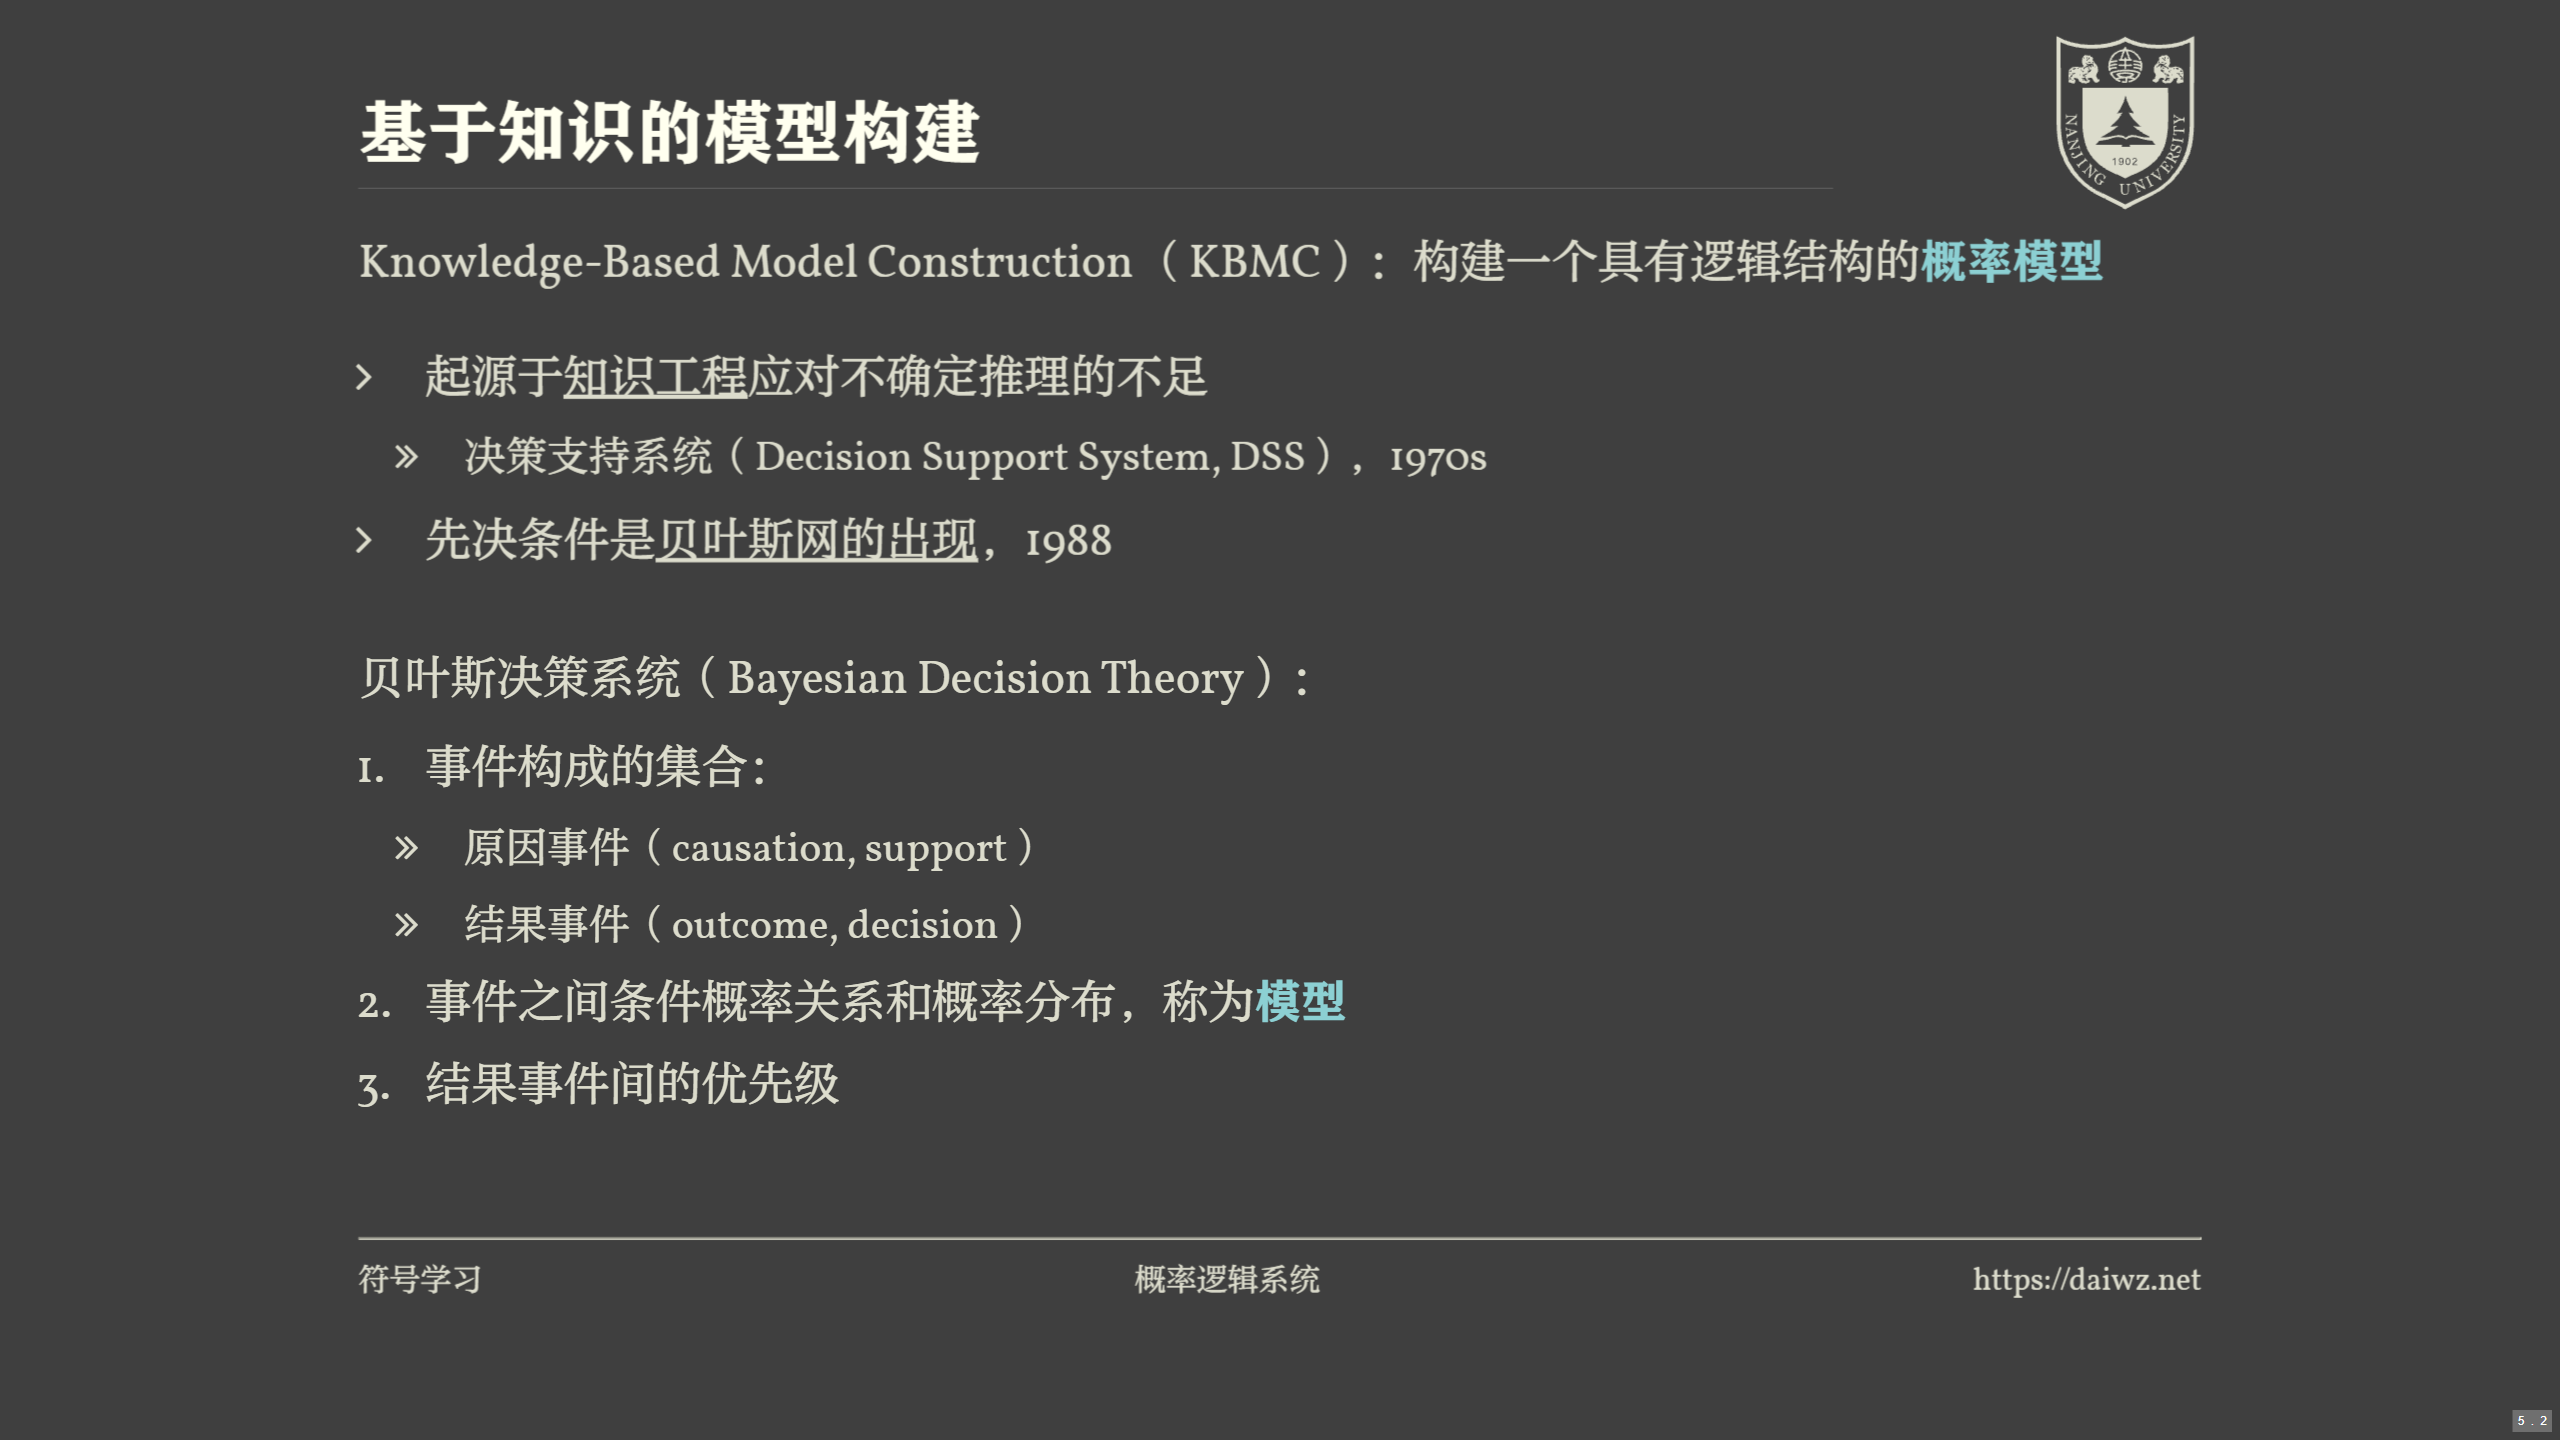 基于知识的模型构建
NANJING UNIVERSITY
1902
Knowledge-Based Model Construction（KBMC）：构建一个具有逻辑结构的概率模型
起源于知识工程应对不确定推理的不足
决策支持系统（Decision Support System, DSS），1970s
先决条件是贝叶斯网的出现，1988
贝叶斯决策系统（Bayesian Decision Theory）：
1. 事件构成的集合：
原因事件（causation, support）
结果事件（outcome, decision）
2. 事件之间条件概率关系和概率分布，称为模型
3. 结果事件间的优先级
符号学习 概率逻辑系统 https://daiwz.net
5 . 2